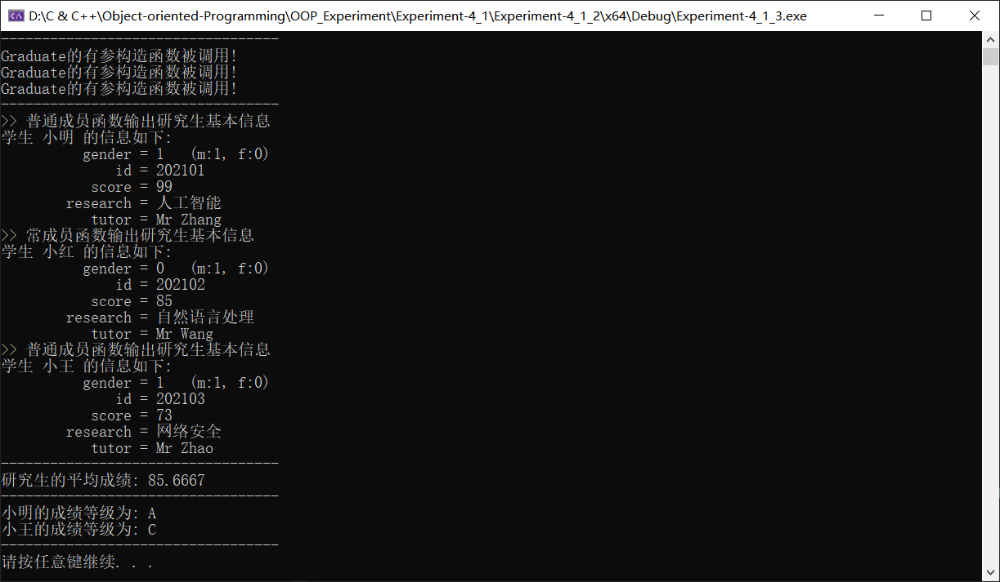 D:\C & C++\Object-oriented-Programming\OOP_Experiment\Experiment-4_1\Experiment-4_1_2\x64\Debug\Experiment-4_1_3.exe
----------------------------------
Graduate的有参构造函数被调用!
Graduate的有参构造函数被调用!
Graduate的有参构造函数被调用!
----------------------------------
>> 普通成员函数输出研究生基本信息
学生 小明 的信息如下:
gender = 1   (m:1, f:0)
id = 202101
score = 99
research = 人工智能
tutor = Mr Zhang
>> 常成员函数输出研究生基本信息
学生 小红 的信息如下:
gender = 0   (m:1, f:0)
id = 202102
score = 85
research = 自然语言处理
tutor = Mr Wang
>> 普通成员函数输出研究生基本信息
学生 小王 的信息如下:
gender = 1   (m:1, f:0)
id = 202103
score = 73
research = 网络安全
tutor = Mr Zhao
----------------------------------
研究生的平均成绩: 85.6667
----------------------------------
小明的成绩等级为: A
小王的成绩等级为: C
----------------------------------
请按任意键继续. . .